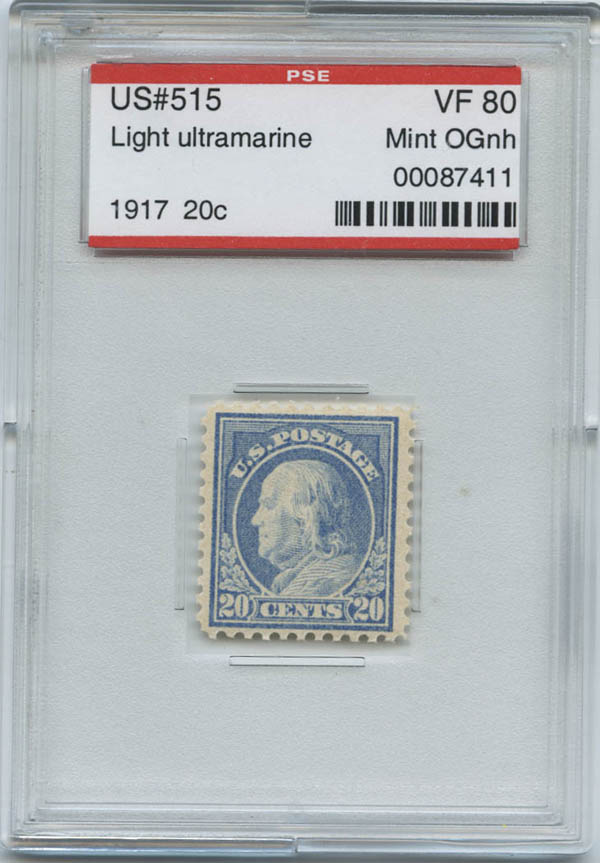 PSE
US#515 VF 80
Light ultramarine Mint OGnh
00087411
1917 20c
U.S. POSTAGE
20 CENTS 20